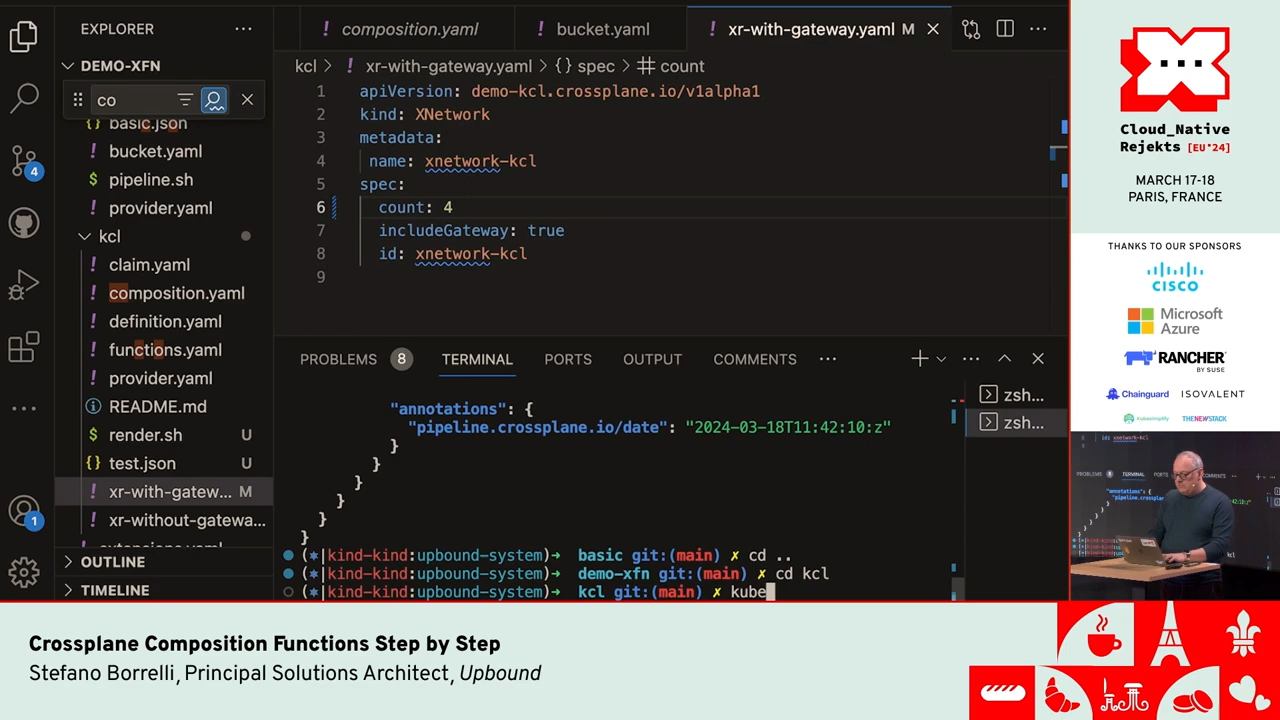 EXPLORER
DEMO-XFN
co
basic.json
bucket.yaml
pipeline.sh
provider.yaml
kcl
claim.yaml
composition.yaml
definition.yaml
functions.yaml
provider.yaml
README.md
render.sh U
test.json U
xr-with-gatew... M
xr-without-gatewa...
OUTLINE
TIMELINE
4
1
composition.yaml
bucket.yaml
xr-with-gateway.yaml M
kcl > xr-with-gateway.yaml > {} spec > # count
1 apiVersion: demo-kcl.crossplane.io/v1alpha1
2 kind: XNetwork
3 metadata:
4 name: xnetwork-kcl
5 spec:
6 count: 4
7 includeGateway: true
8 id: xnetwork-kcl
9
PROBLEMS 8 TERMINAL PORTS OUTPUT COMMENTS
"annotations": {
"pipeline.crossplane.io/date": "2024-03-18T11:42:10:z"
}
}
}
}
}
}
(*|kind-kind:upbound-system)→ basic git:(main) ✗ cd ..
(*|kind-kind:upbound-system)→ demo-xfn git:(main) ✗ cd kcl
(*|kind-kind:upbound-system)→ kcl git:(main) ✗ kube
zsh...
zsh...
Cloud_Native
Rejekts [EU'24]
MARCH 17-18
PARIS, FRANCE
THANKS TO OUR SPONSORS
CISCO
Microsoft
Azure
RANCHER
BY SUSE
Chainguard
ISOVALENT
kubesimplify
THENEWSTACK
Crossplane Composition Functions Step by Step
Stefano Borrelli, Principal Solutions Architect, Upbound